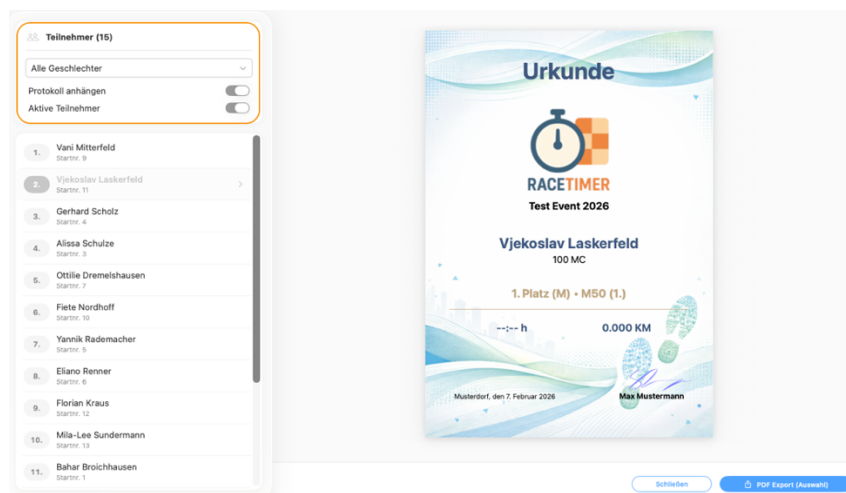 Teilnehmer (15)
Alle Geschlechter
Protokoll anhängen
Aktive Teilnehmer
1.
Vani Mitterfeld
Startnr. 9
2.
Vjekoslav Laskerfeld
Startnr. 11
3.
Gerhard Scholz
Startnr. 4
4.
Alissa Schulze
Startnr. 3
5.
Ottilie Dremelshausen
Startnr. 7
6.
Fiete Nordhoff
Startnr. 10
7.
Yannik Rademacher
Startnr. 5
8.
Eliano Renner
Startnr. 6
9.
Florian Kraus
Startnr. 12
10.
Mila-Lee Sundermann
Startnr. 13
11.
Bahar Broichhausen
Startnr. 1
Urkunde
RACETIMER
Test Event 2026
Vjekoslav Laskerfeld
100 MC
1. Platz (M) • M50 (1.)
--:-- h 0.000 KM
Musterdorf, den 7. Februar 2026 Max Mustermann
Schließen PDF Export (Auswahl)